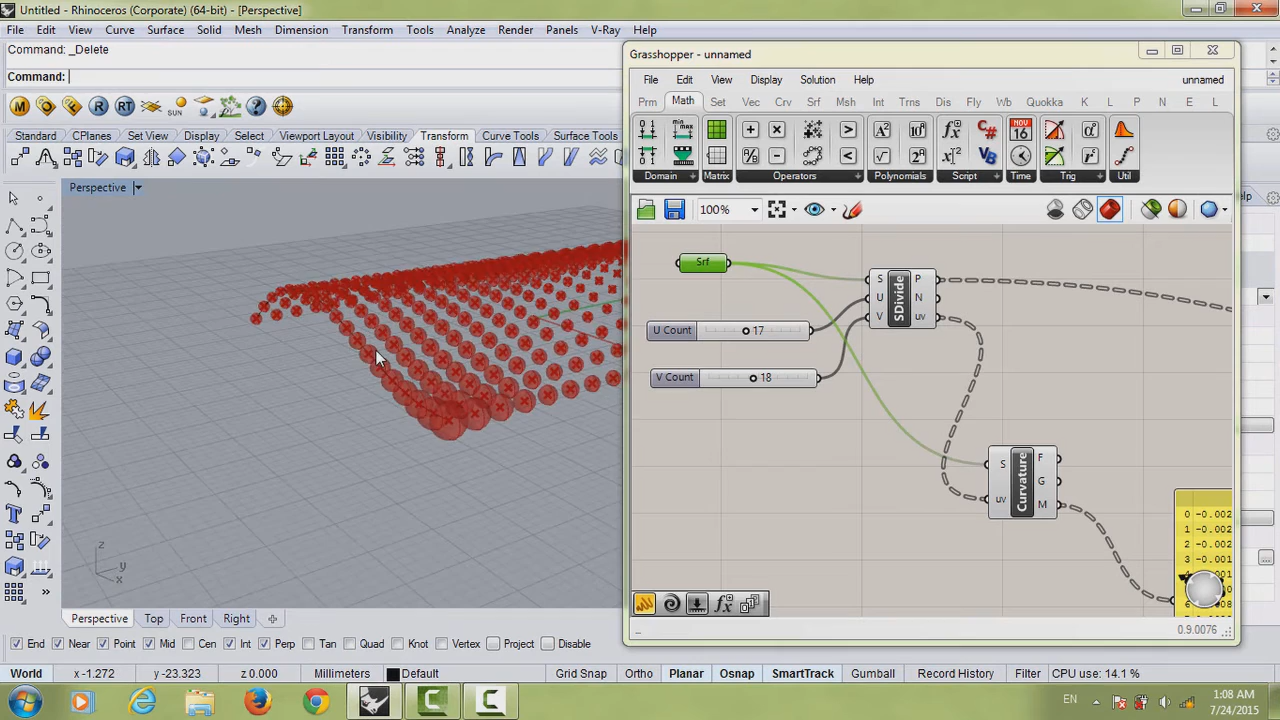 Untitled - Rhinoceros (Corporate) (64-bit) - [Perspective]
File Edit View Curve Surface Solid Mesh Dimension Transform Tools Analyze Render Panels V-Ray Help
Command: _Delete
Command:
Standard CPlanes Set View Display Select Viewport Layout Visibility Transform Curve Tools Surface Tools
Perspective
z
y
x
Perspective Top Front Right
End Near Point Mid Cen Int Perp Tan Quad Knot Vertex Project Disable
World x -1.272 y -23.323 z 0.000 Millimeters Default Grid Snap Ortho Planar Osnap SmartTrack Gumball Record History Filter CPU use: 14.1 %
Grasshopper - unnamed
File Edit View Display Solution Help unnamed
Prm Math Set Vec Crv Srf Msh Int Trns Dis Fly Wb Quokka K L P N E L
Domain Matrix Operators Polynomials Script Time Trig Util
100%
Srf
S U V SDivide P N uv
U Count 17
V Count 18
S uv Curvature F G M
0 -0.002
1 -0.002
2 -0.002
3 -0.003
0.9.0076
EN
1:08 AM
7/24/2015